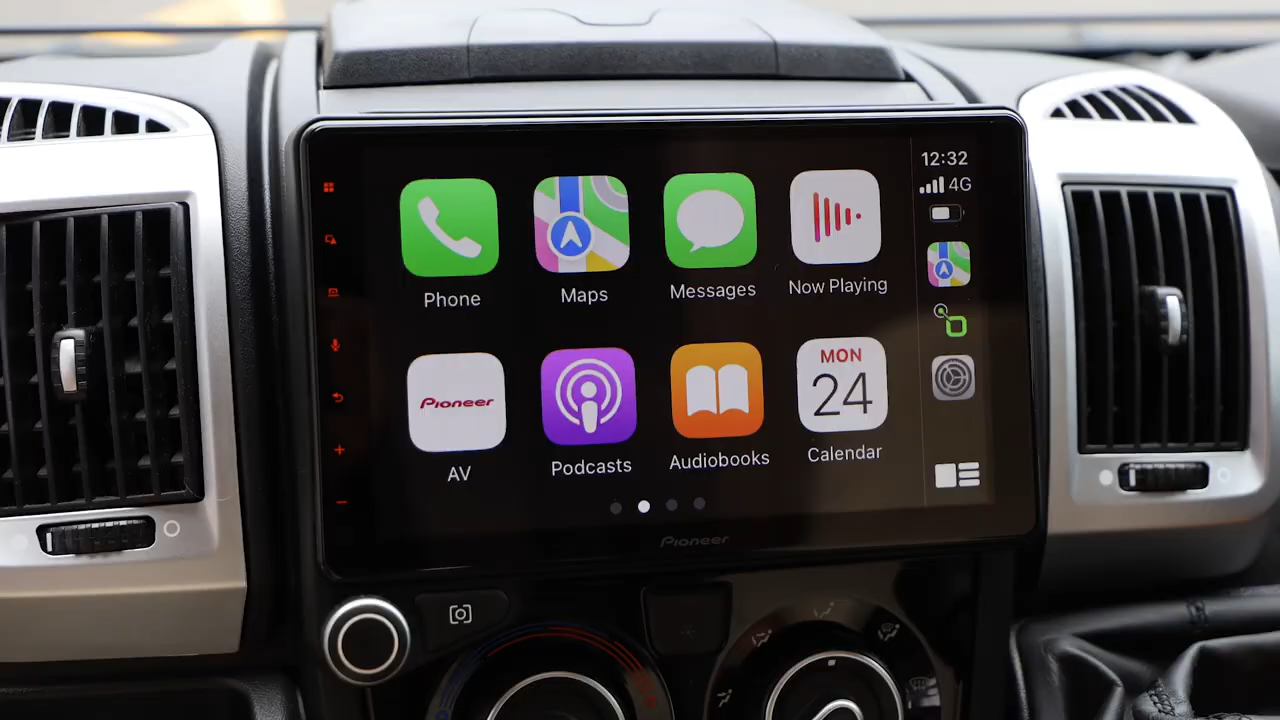 12:32
4G
Phone
Maps
Messages
Now Playing
Pioneer
MON
24
AV
Podcasts
Audiobooks
Calendar
Pioneer